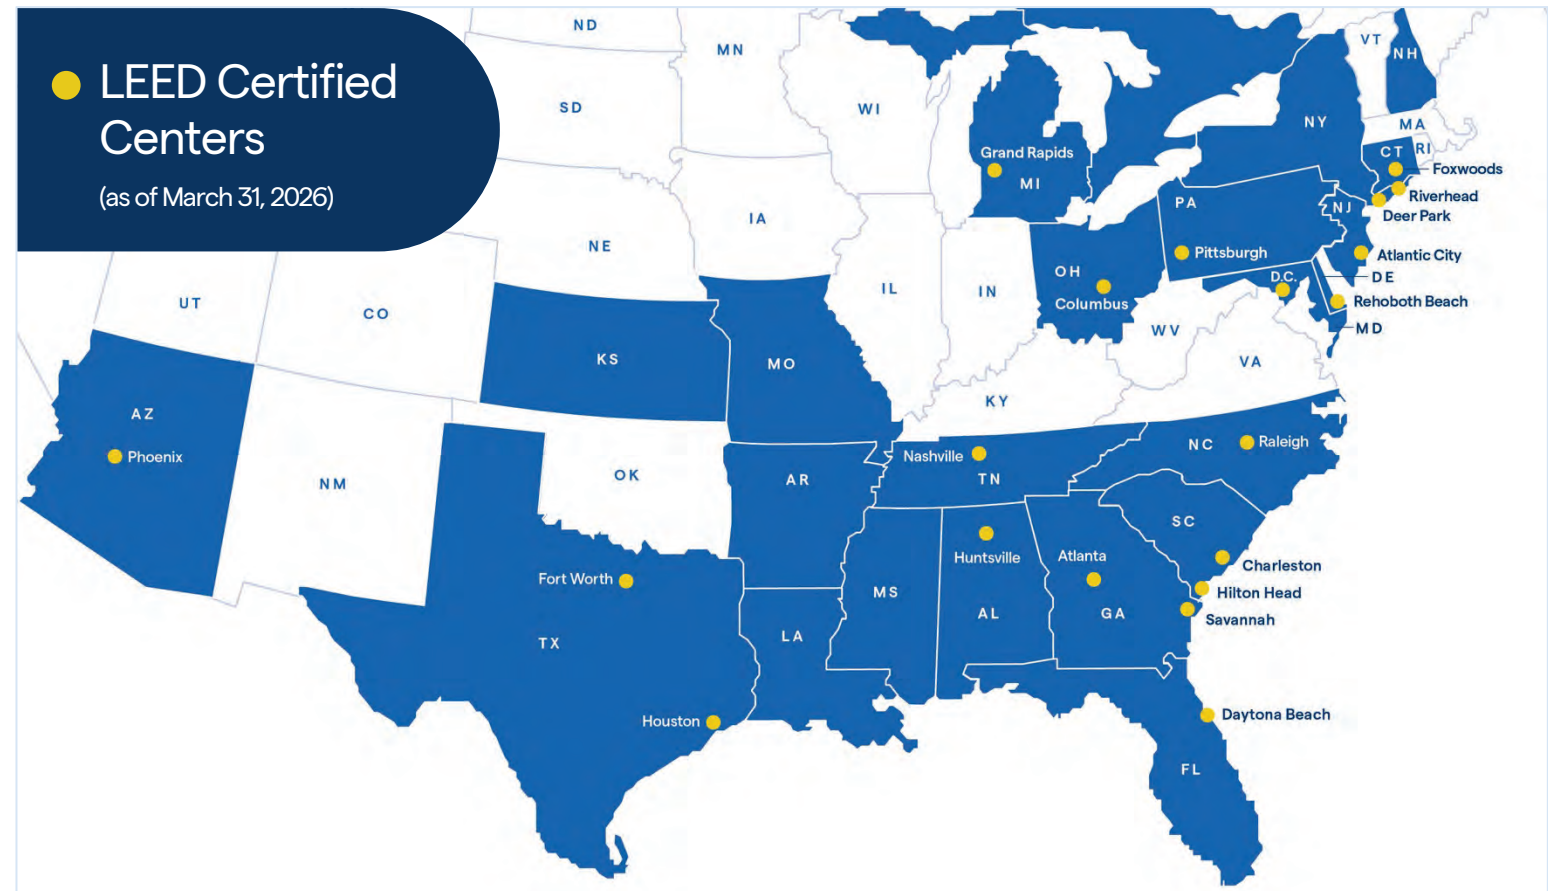 LEED Certified
Centers
(as of March 31, 2026)
ND
MN
VT
NH
SD
WI
NY
MA
Grand Rapids
MI
CT
RI
Foxwoods
Riverhead
Deer Park
PA
NJ
IA
NE
Pittsburgh
Atlantic City
OH
D.C.
DE
Columbus
Rehoboth Beach
MD
UT
CO
IL
IN
WV
VA
KS
MO
KY
AZ
Phoenix
NM
OK
AR
Nashville
TN
NC
Raleigh
SC
Huntsville
Atlanta
Charleston
Hilton Head
Savannah
Fort Worth
MS
AL
GA
TX
LA
Houston
Daytona Beach
FL